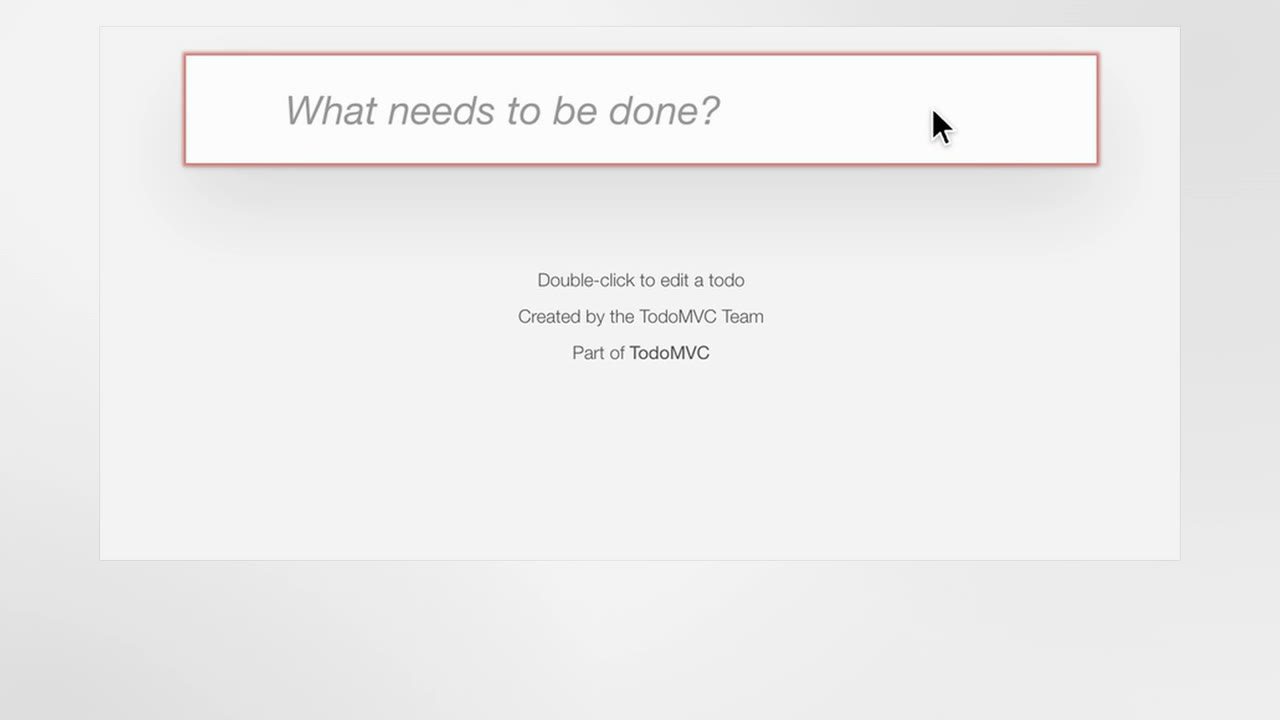 What needs to be done?
Double-click to edit a todo
Created by the TodoMVC Team
Part of TodoMVC